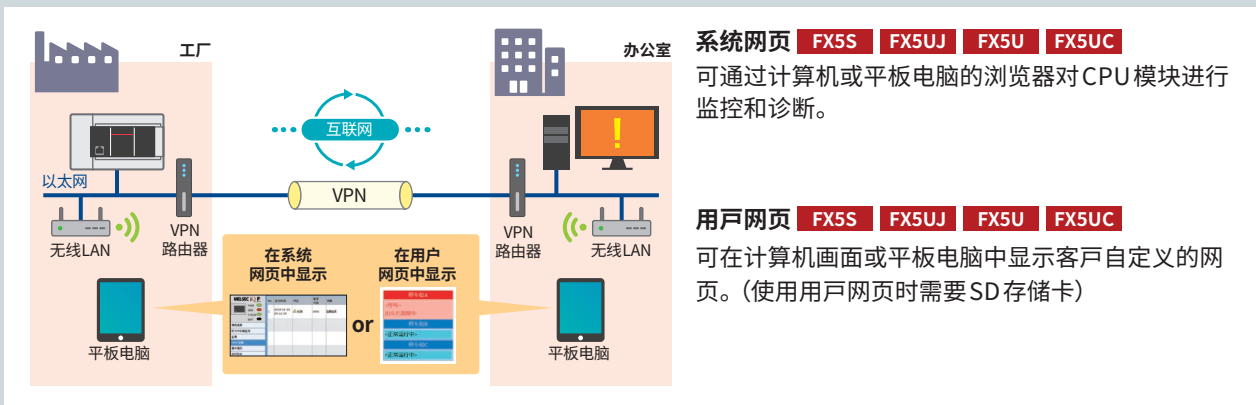 工厂
办公室
互联网
以太网
VPN
无线LAN
VPN
路由器
VPN
路由器
无线LAN
在系统
网页中显示
在用户
网页中显示
MELSEC
or
平板电脑
平板电脑
系统网页 FX5S FX5UJ FX5U FX5UC
可通过计算机或平板电脑的浏览器对CPU模块进行
监控和诊断。
用戸网页 FX5S FX5UJ FX5U FX5UC
可在计算机画面或平板电脑中显示客戸自定义的网
页。（使用用戸网页时需要SD存储卡）